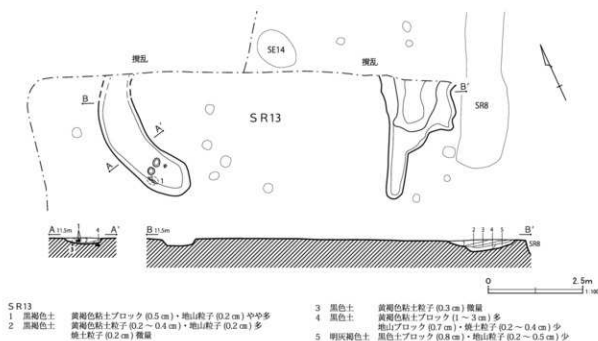 SE14
撹乱
撹乱
B
B'
A'
SR8
SR13
A
1
A 11.5m A'
1 4
3
B 11.5m B'
2 3 4 5
SR8
0 2.5m
1:100
SR13
1 黒褐色土 黄褐色粘土ブロック (0.5㎝)・地山粒子 (0.2㎝) やや多
2 黒褐色土 黄褐色粘土粒子 (0.2～0.4㎝)・地山粒子 (0.2㎝) 多
焼土粒子 (0.2㎝) 微量
3 黒色土 黄褐色粘土粒子 (0.3㎝) 微量
4 黒色土 黄褐色粘土ブロック (1～3㎝) 多
地山ブロック (0.7㎝)・焼土粒子 (0.2～0.4㎝) 少
5 明灰褐色土 黒色土ブロック (0.8㎝)・地山粒子 (0.2～0.5㎝) 少